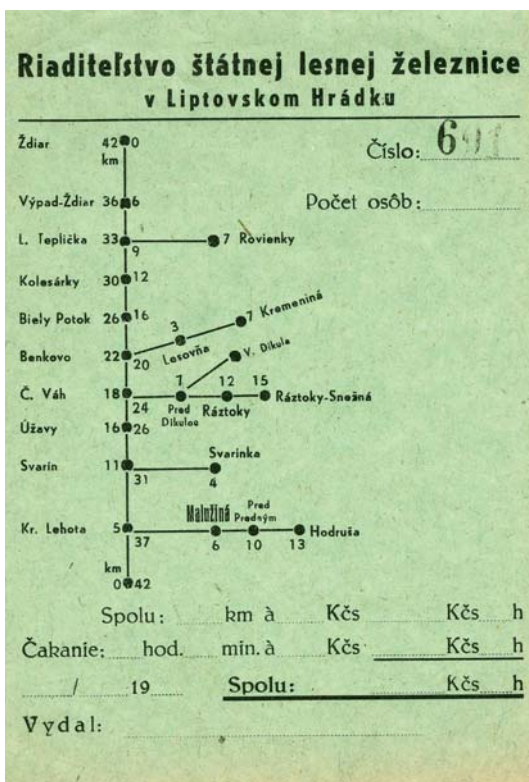 Riaditeľstvo štátnej lesnej železnice
v Liptovskom Hrádku
Ždiar 42 0
km
Číslo: 691
Výpad-Ždiar 36 6
Počet osôb:
L. Teplička 33 7 Rovienky
9
Kolesárky 30 12
Biely Potok 26 16 3 7 Kremeniná
Benkovo 22 Lesovňa V. Dikula
20
Č. Váh 18 7 12 15 Ráztoky-Snežná
24 Pred Dikulou Ráztoky
Úžavy 16 26
Svarin 11 Svarinka
31 4
Maložiná Pred Predným
Kr. Lehota 5 Hodruša
37 6 10 13
km
0 42
Spolu: km à Kčs Kčs h
Čakanie: hod. min. à Kčs Kčs h
/ 19 Spolu: Kčs h
Vydal: